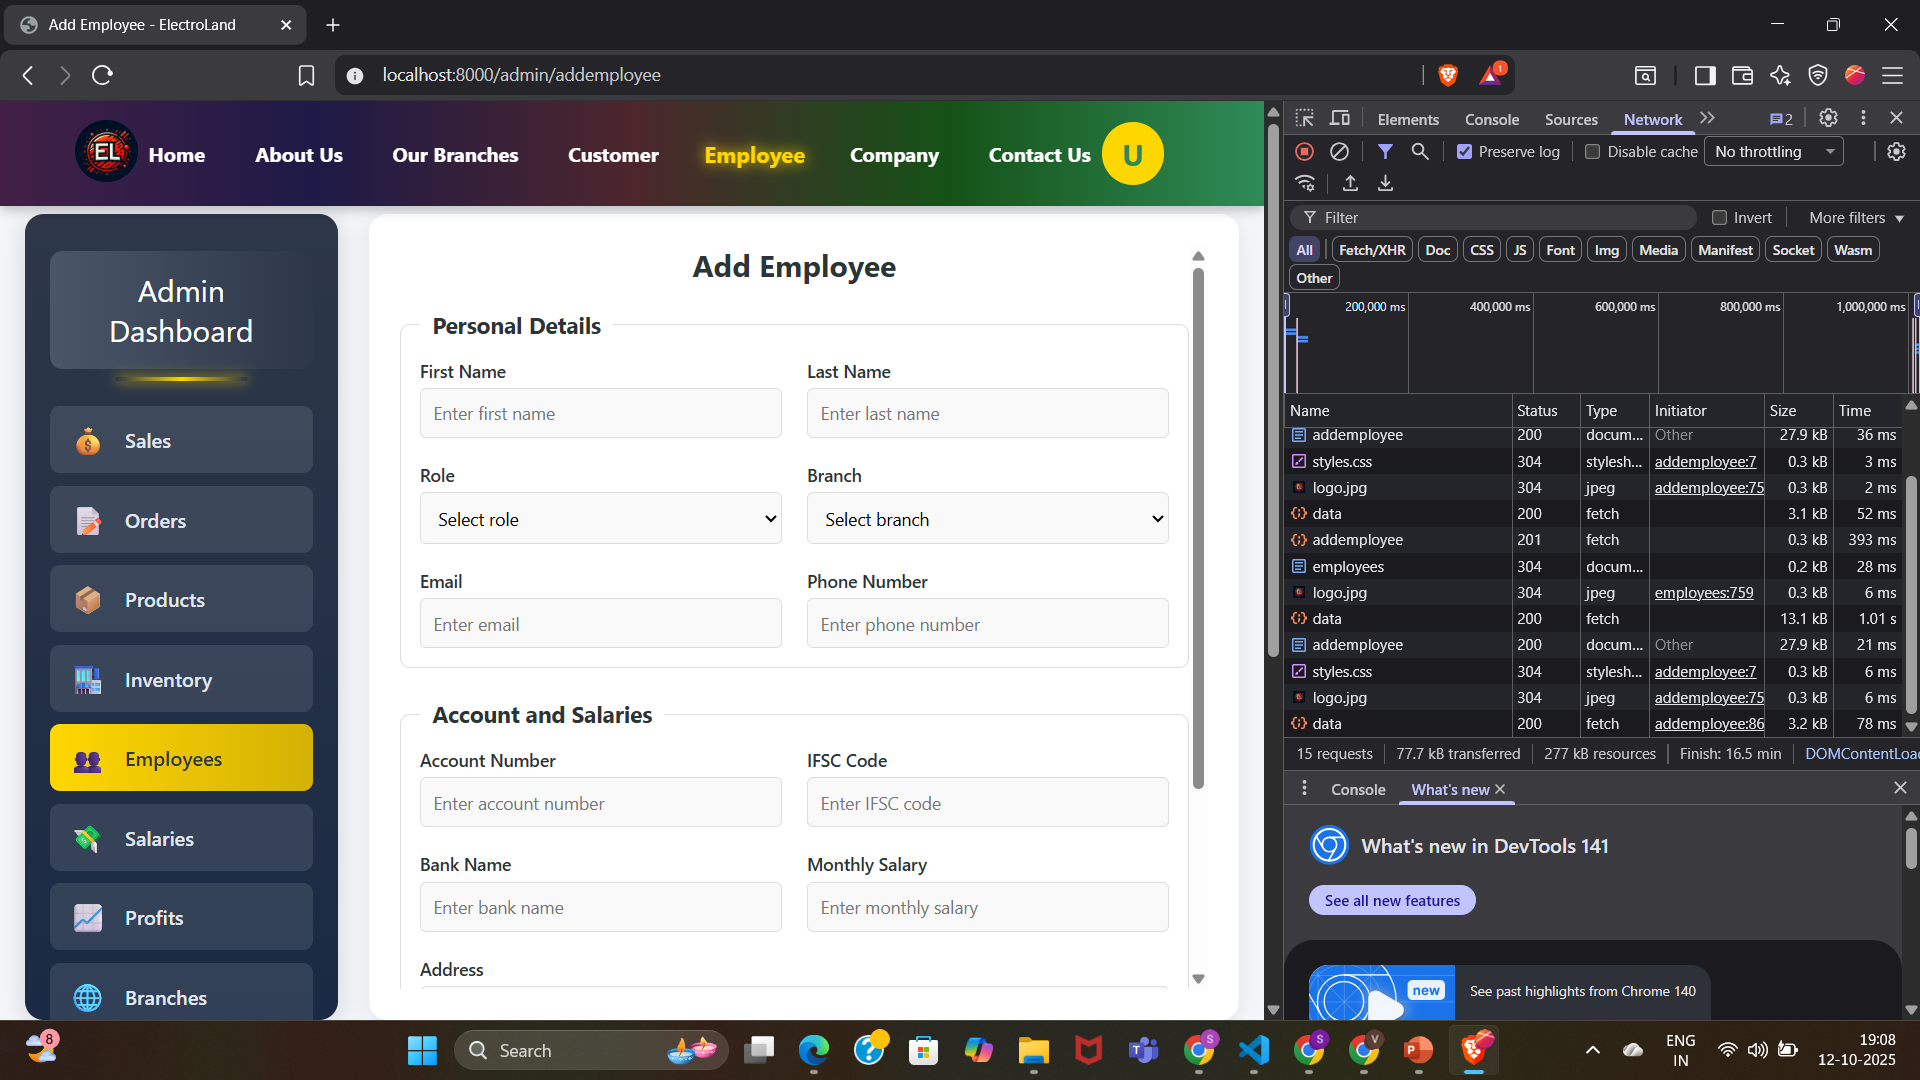 Add Employee - ElectroLand
localhost:8000/admin/addemployee
1
EL
Home
About Us
Our Branches
Customer
Employee
Company
Contact Us
U
Admin
Dashboard
Sales
Orders
Products
Inventory
Employees
Salaries
Profits
Branches
Add Employee
Personal Details
First Name
Last Name
Enter first name
Enter last name
Role
Branch
Select role
Select branch
Email
Phone Number
Enter email
Enter phone number
Account and Salaries
Account Number
IFSC Code
Enter account number
Enter IFSC code
Bank Name
Monthly Salary
Enter bank name
Enter monthly salary
Address
Elements
Console
Sources
Network
2
Preserve log
Disable cache
No throttling
Filter
Invert
More filters
All
Fetch/XHR
Doc
CSS
JS
Font
Img
Media
Manifest
Socket
Wasm
Other
200,000 ms
400,000 ms
600,000 ms
800,000 ms
1,000,000 ms
Name Status Type Initiator Size Time
addemployee 200 docum... Other 27.9 kB 36 ms
styles.css 304 stylesh... addemployee:7 0.3 kB 3 ms
logo.jpg 304 jpeg addemployee:75 0.3 kB 2 ms
data 200 fetch 3.1 kB 52 ms
addemployee 201 fetch 0.3 kB 393 ms
employees 304 docum... 0.2 kB 28 ms
logo.jpg 304 jpeg employees:759 0.3 kB 6 ms
data 200 fetch 13.1 kB 1.01 s
addemployee 200 docum... Other 27.9 kB 21 ms
styles.css 304 stylesh... addemployee:7 0.3 kB 6 ms
logo.jpg 304 jpeg addemployee:75 0.3 kB 6 ms
data 200 fetch addemployee:86 3.2 kB 78 ms
15 requests 77.7 kB transferred 277 kB resources Finish: 16.5 min DOMContentLoad
Console
What's new
What's new in DevTools 141
See all new features
new
See past highlights from Chrome 140
8
Search
S
S
V
ENG
IN
19:08
12-10-2025